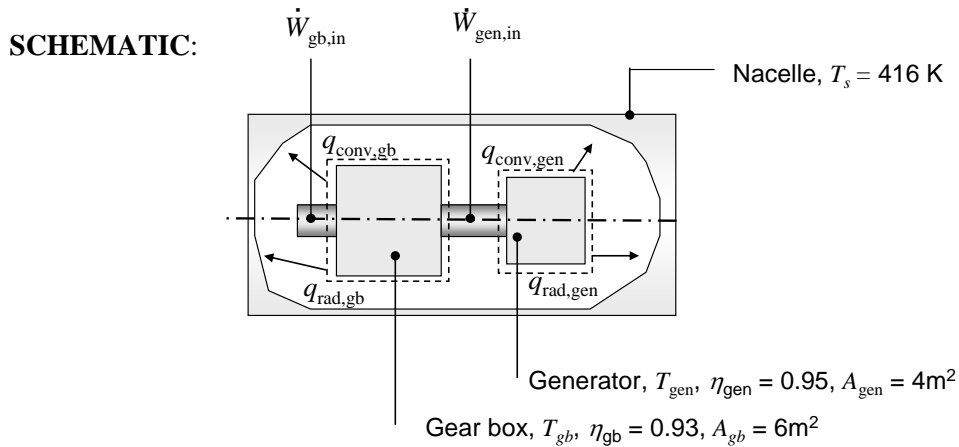 Ẇgb,in Ẇgen,in
SCHEMATIC:
Nacelle, Ts = 416 K
qconv,gb qconv,gen
qrad,gb qrad,gen
Generator, Tgen, ηgen = 0.95, Agen = 4m²
Gear box, Tgb, ηgb = 0.93, Agb = 6m²